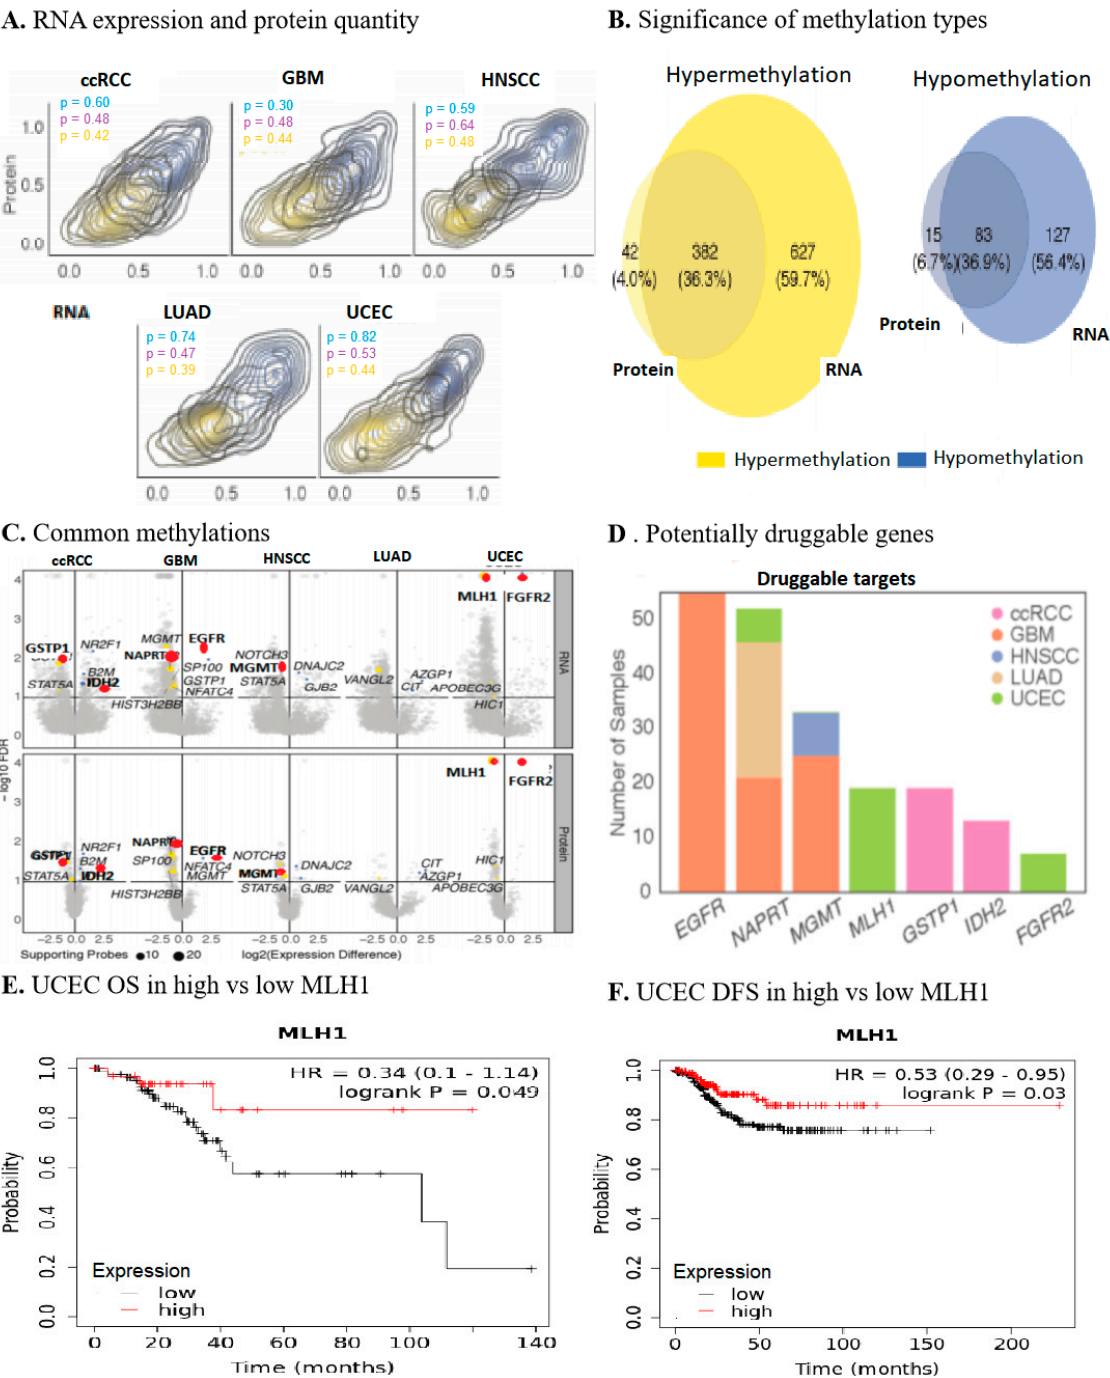 A. RNA expression and protein quantity
ccRCC
GBM
HNSCC
p = 0.60
p = 0.48
p = 0.42
p = 0.30
p = 0.48
p = 0.44
p = 0.59
p = 0.64
p = 0.48
Protein
1.0
0.5
0.0
0.0 0.5 1.0
0.0 0.5 1.0
0.0 0.5 1.0
RNA
LUAD
UCEC
p = 0.74
p = 0.47
p = 0.39
p = 0.82
p = 0.53
p = 0.44
0.0 0.5 1.0
0.0 0.5 1.0
B. Significance of methylation types
Hypermethylation
Hypomethylation
42 382 627
(4.0%) (36.3%) (59.7%)
Protein
RNA
15 83 127
(6.7%) (36.9%) (56.4%)
Protein
RNA
Hypermethylation
Hypomethylation
C. Common methylations
ccRCC GBM HNSCC LUAD UCEC
4
3
2
1
0
GSTP1
NR2F1
STAT5A
B2M
IDH2
MGMT
EGFR
NAPRT
SP100
GSTP1
NFATC4
HIST3H2BB
NOTCH3
MGMT
STAT5A
DNAJC2
GJB2
VANGL2
AZGP1
CIT
APOBEC3G
MLH1
FGFR2
HIC1
RNA
− log10 FDR
4
3
2
1
0
GSTP1
NR2F1
B2M
STAT5A
IDH2
NAPRT
EGFR
SP100
NFATC4
MGMT
HIST3H2BB
NOTCH3
MGMT
STAT5A
DNAJC2
GJB2
VANGL2
CIT
AZGP1
APOBEC3G
MLH1
FGFR2
HIC1
Protein
−2.5 0.0 2.5 −2.5 0.0 2.5 −2.5 0.0 2.5 −2.5 0.0 2.5 −2.5 0.0 2.5
Supporting Probes 10 20 log2(Expression Difference)
D . Potentially druggable genes
Druggable targets
Number of Samples
50
40
30
20
10
0
ccRCC
GBM
HNSCC
LUAD
UCEC
EGFR NAPRT MGMT MLH1 GSTP1 IDH2 FGFR2
E. UCEC OS in high vs low MLH1
MLH1
HR = 0.34 (0.1 - 1.14)
logrank P = 0.049
Probability
1.0
0.8
0.6
0.4
0.2
0.0
Expression
low
high
0 20 40 60 80 100 140
Time (months)
F. UCEC DFS in high vs low MLH1
MLH1
HR = 0.53 (0.29 - 0.95)
logrank P = 0.03
Probability
1.0
0.8
0.6
0.4
0.2
0.0
Expression
low
high
0 50 100 150 200
Time (months)